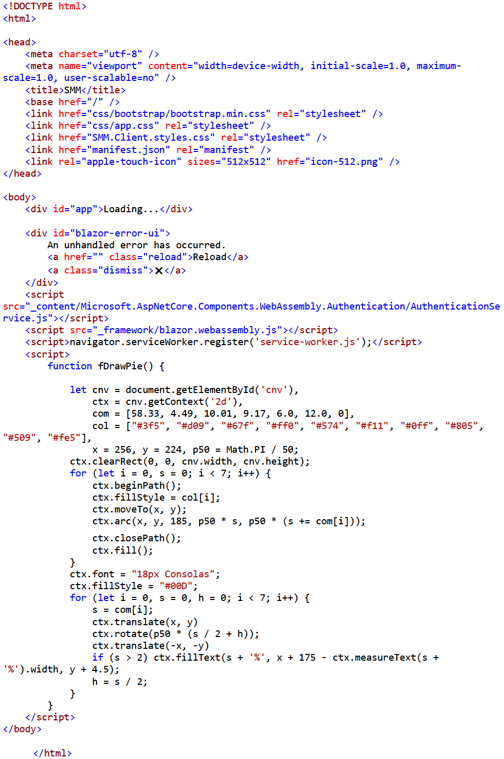 <!DOCTYPE html>
<html>
<head>
<meta charset="utf-8" />
<meta name="viewport" content="width=device-width, initial-scale=1.0, maximum-
scale=1.0, user-scalable=no" />
<title>SMM</title>
<base href="/" />
<link href="css/bootstrap/bootstrap.min.css" rel="stylesheet" />
<link href="css/app.css" rel="stylesheet" />
<link href="SMM.Client.styles.css" rel="stylesheet" />
<link href="manifest.json" rel="manifest" />
<link rel="apple-touch-icon" sizes="512x512" href="icon-512.png" />
</head>
<body>
<div id="app">Loading...</div>
<div id="blazor-error-ui">
An unhandled error has occurred.
<a href="" class="reload">Reload</a>
<a class="dismiss">🗙</a>
</div>
<script
src="_content/Microsoft.AspNetCore.Components.WebAssembly.Authentication/AuthenticationSe
rvice.js"></script>
<script src="_framework/blazor.webassembly.js"></script>
<script>navigator.serviceWorker.register('service-worker.js');</script>
<script>
function fDrawPie() {
let cnv = document.getElementById('cnv'),
ctx = cnv.getContext('2d'),
com = [58.33, 4.49, 10.01, 9.17, 6.0, 12.0, 0],
col = ["#3f5", "#d09", "#67f", "#ff0", "#574", "#f11", "#0ff", "#805",
"#509", "#fe5"],
x = 256, y = 224, p50 = Math.PI / 50;
ctx.clearRect(0, 0, cnv.width, cnv.height);
for (let i = 0, s = 0; i < 7; i++) {
ctx.beginPath();
ctx.fillStyle = col[i];
ctx.moveTo(x, y);
ctx.arc(x, y, 185, p50 * s, p50 * (s += com[i]));
ctx.closePath();
ctx.fill();
}
ctx.font = "18px Consolas";
ctx.fillStyle = "#00D";
for (let i = 0, s = 0, h = 0; i < 7; i++) {
s = com[i];
ctx.translate(x, y)
ctx.rotate(p50 * (s / 2 + h));
ctx.translate(-x, -y)
if (s > 2) ctx.fillText(s + '%', x + 175 - ctx.measureText(s +
'%').width, y + 4.5);
h = s / 2;
}
}
</script>
</body>
</html>